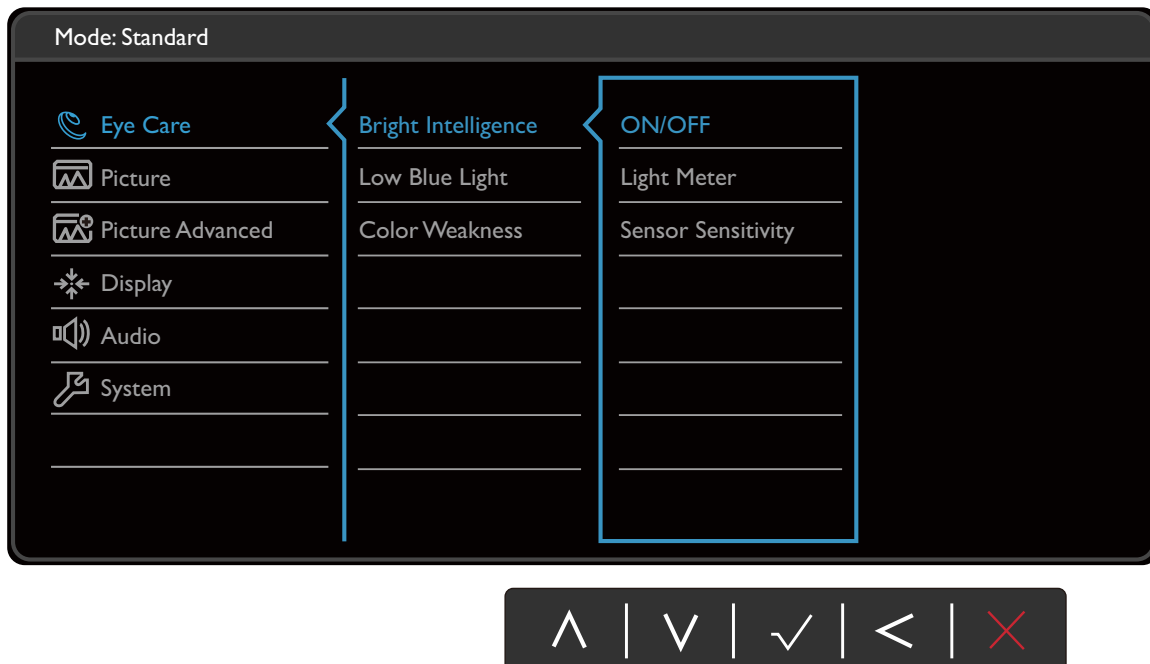 Mode: Standard
Eye Care
Picture
Picture Advanced
Display
Audio
System
Bright Intelligence
Low Blue Light
Color Weakness
ON/OFF
Light Meter
Sensor Sensitivity